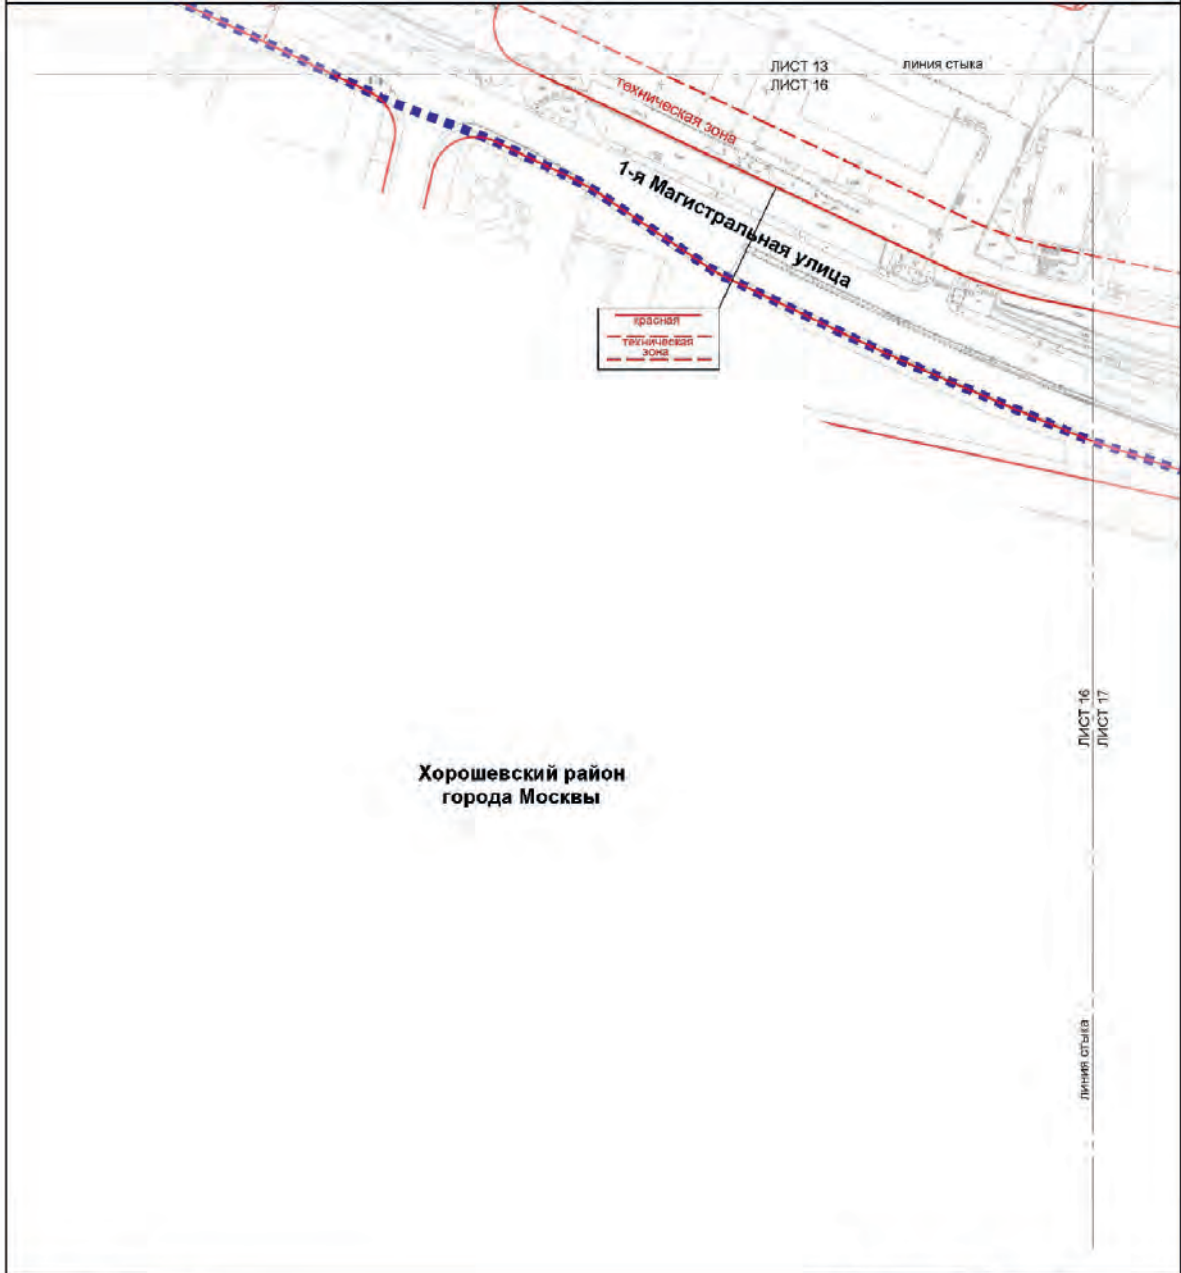 ЛИСТ 13
линия стыка
ЛИСТ 16
техническая зона
1-я Магистральная улица
красная
техническая
зона
ЛИСТ 16
ЛИСТ 17
Хорошевский район
города Москвы
линия стыка